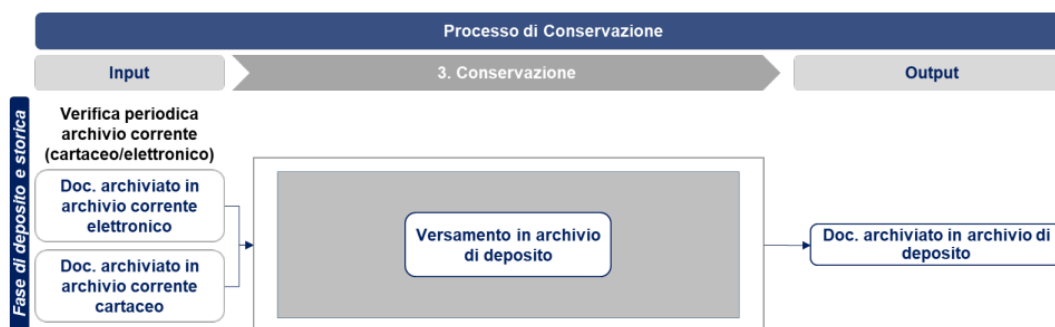 Processo di Conservazione
Input
3. Conservazione
Output
Fase di deposito e storica
Verifica periodica
archivio corrente
(cartaceo/elettronico)
Doc. archiviato in
archivio corrente
elettronico
Doc. archiviato in
archivio corrente
cartaceo
Versamento in archivio
di deposito
Doc. archiviato in archivio di
deposito